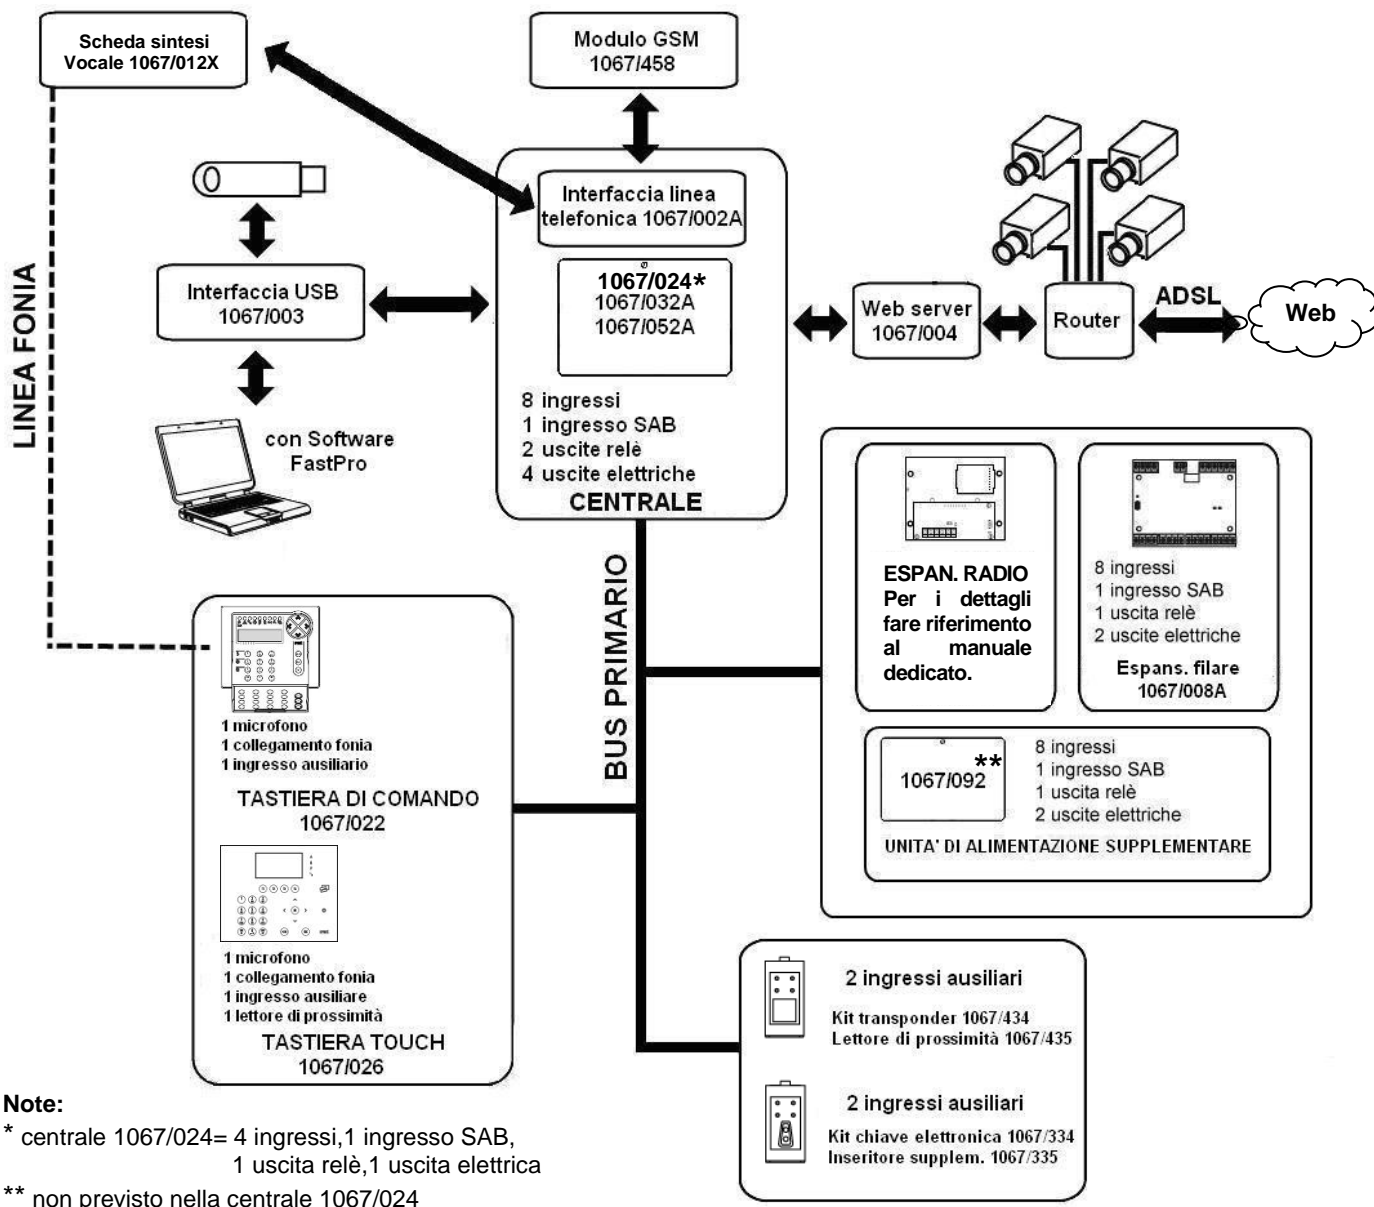 Scheda sintesi
Vocale 1067/012X
Modulo GSM
1067/458
Interfaccia linea
telefonica 1067/002A
1067/024*
1067/032A
1067/052A
8 ingressi
1 ingresso SAB
2 uscite relè
4 uscite elettriche
CENTRALE
Interfaccia USB
1067/003
con Software
FastPro
LINEA FONIA
Web server
1067/004
Router
ADSL
Web
BUS PRIMARIO
ESPAN. RADIO
Per i dettagli
fare riferimento
al manuale
dedicato.
8 ingressi
1 ingresso SAB
1 uscita relè
2 uscite elettriche
Espans. filare
1067/008A
1067/092
**
8 ingressi
1 ingresso SAB
1 uscita relè
2 uscite elettriche
UNITA' DI ALIMENTAZIONE SUPPLEMENTARE
1 microfono
1 collegamento fonia
1 ingresso ausiliario
TASTIERA DI COMANDO
1067/022
1 microfono
1 collegamento fonia
1 ingresso ausiliare
1 lettore di prossimità
TASTIERA TOUCH
1067/026
2 ingressi ausiliari
Kit transponder 1067/434
Lettore di prossimità 1067/435
2 ingressi ausiliari
Kit chiave elettronica 1067/334
Inseritore supplem. 1067/335
Note:
* centrale 1067/024= 4 ingressi,1 ingresso SAB,
1 uscita relè,1 uscita elettrica
** non previsto nella centrale 1067/024